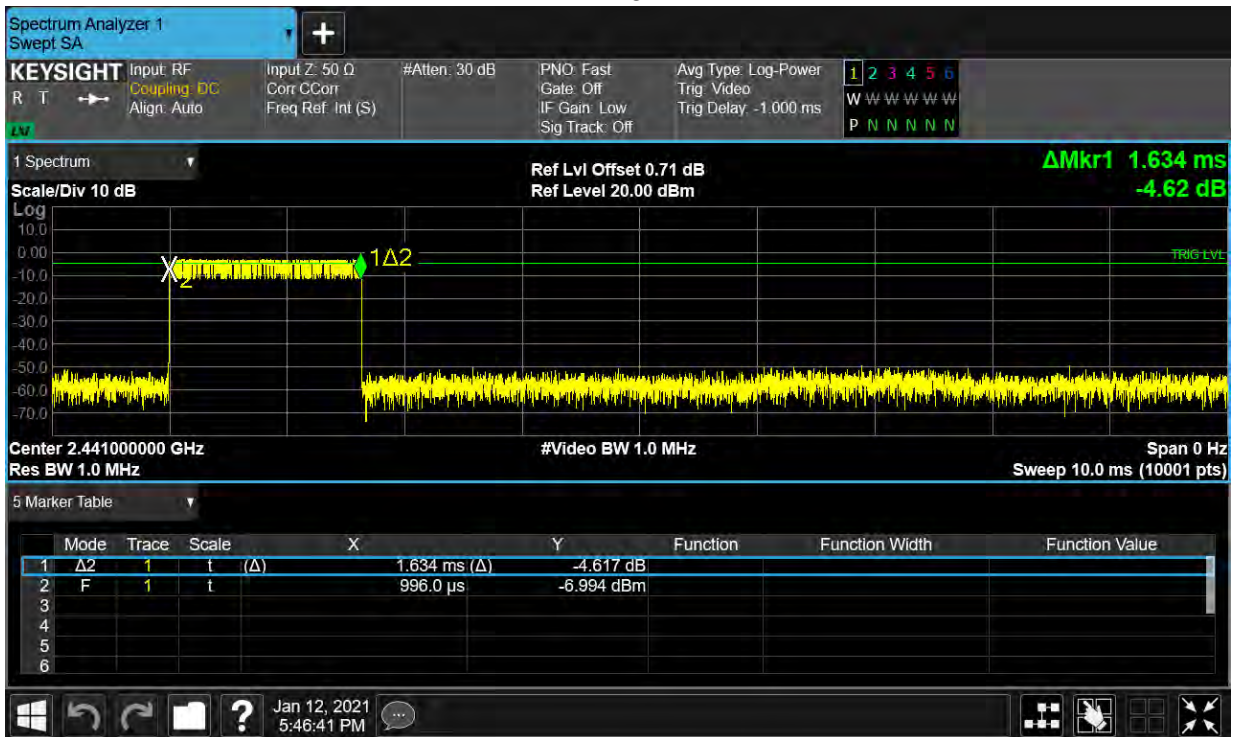 Spectrum Analyzer 1
Swept SA
+
KEYSIGHT Input: RF Input Z: 50 Ω #Atten: 30 dB PNO: Fast Avg Type: Log-Power 1 2 3 4 5 6
R T Coupling: DC Corr CCorr Gate: Off Trig: Video W W W W W W
Align: Auto Freq Ref: Int (S) IF Gain: Low Trig Delay: -1.000 ms
LXI Sig Track: Off P N N N N N
1 Spectrum ΔMkr1 1.634 ms
Ref Lvl Offset 0.71 dB
Scale/Div 10 dB Ref Level 20.00 dBm -4.62 dB
Log
10.0
0.00 1Δ2 TRIG LVL
-10.0 2
-20.0
-30.0
-40.0
-50.0
-60.0
-70.0
Center 2.441000000 GHz #Video BW 1.0 MHz Span 0 Hz
Res BW 1.0 MHz Sweep 10.0 ms (10001 pts)
5 Marker Table
Mode Trace Scale X Y Function Function Width Function Value
1 Δ2 1 t (Δ) 1.634 ms (Δ) -4.617 dB
2 F 1 t 996.0 µs -6.994 dBm
3
4
5
6
? Jan 12, 2021
5:46:41 PM